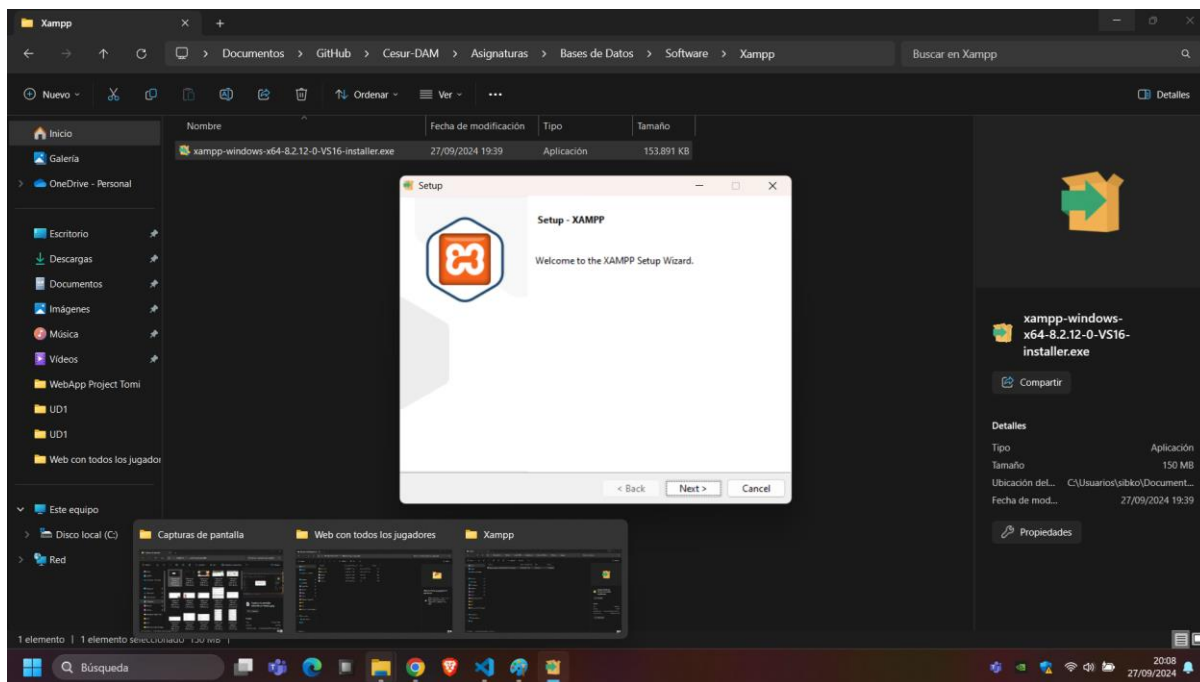 Xampp
Documentos > GitHub > Cesur-DAM > Asignaturas > Bases de Datos > Software > Xampp
Buscar en Xampp
Nuevo
Ordenar
Ver
Detalles
Inicio
Galería
OneDrive - Personal
Escritorio
Descargas
Documentos
Imágenes
Música
Vídeos
WebApp Project Tomi
UD1
UD1
Web con todos los jugador
Este equipo
Disco local (C:)
Red
Nombre Fecha de modificación Tipo Tamaño
xampp-windows-x64-8.2.12-0-VS16-installer.exe 27/09/2024 19:39 Aplicación 153.891 KB
Setup
Setup - XAMPP
Welcome to the XAMPP Setup Wizard.
< Back Next > Cancel
xampp-windows-
x64-8.2.12-0-VS16-
installer.exe
Compartir
Detalles
Tipo Aplicación
Tamaño 150 MB
Ubicación del... C:\Usuarios\sibko\Document...
Fecha de mod... 27/09/2024 19:39
Propiedades
Capturas de pantalla
Web con todos los jugadores
Xampp
1 elemento | 1 elemento seleccionado 150 MB
Búsqueda
20:08
27/09/2024